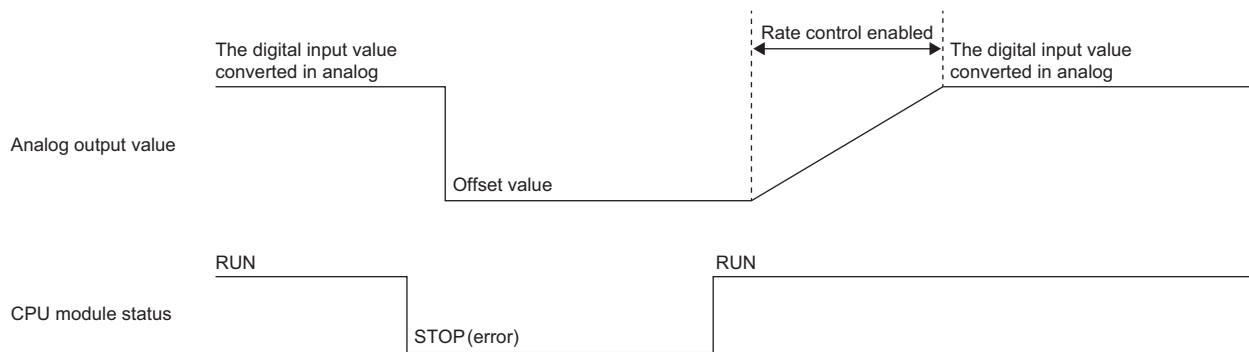 Rate control enabled
The digital input value
converted in analog
The digital input value
converted in analog
Analog output value
Offset value
RUN
RUN
CPU module status
STOP(error)